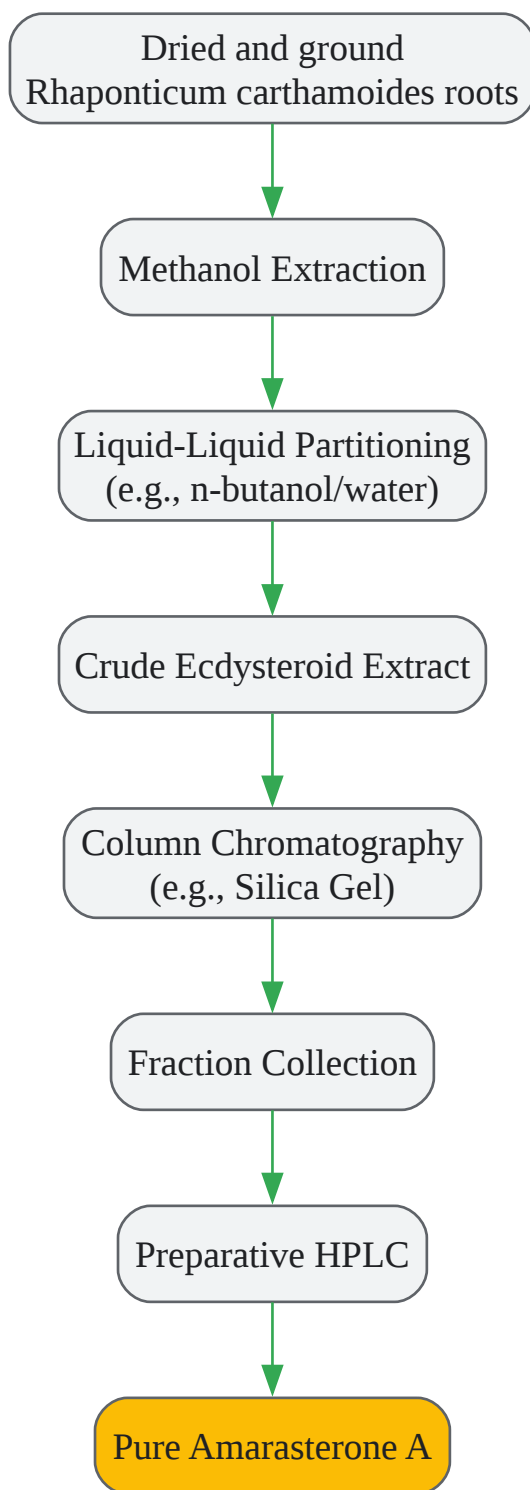 Dried and ground
Rhaponticum carthamoides roots
Methanol Extraction
Liquid-Liquid Partitioning
(e.g., n-butanol/water)
Crude Ecdysteroid Extract
Column Chromatography
(e.g., Silica Gel)
Fraction Collection
Preparative HPLC
Pure Amarasterone A